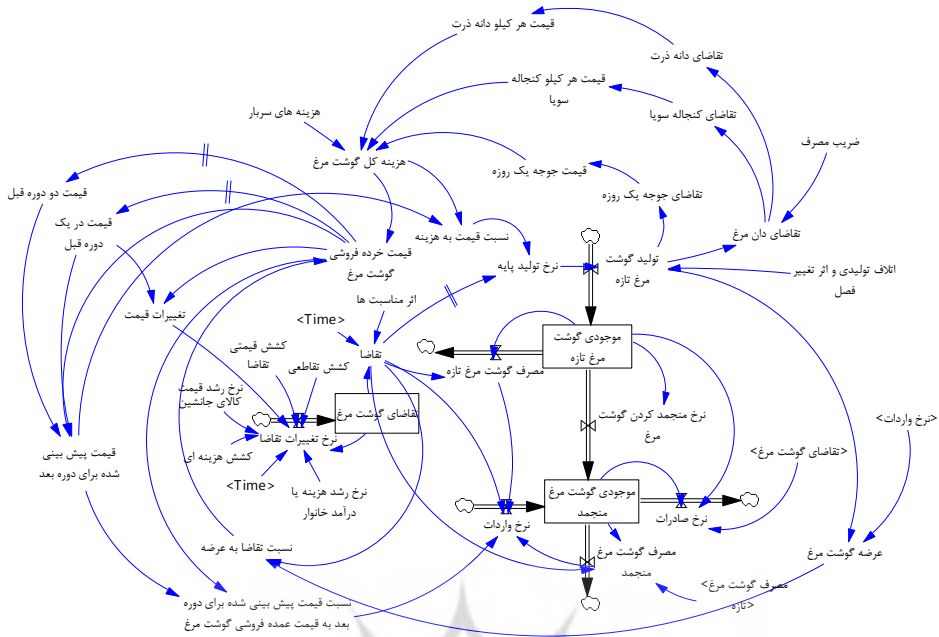 قیمت هر کیلو دانه ذرت
تقاضای دانه ذرت
قیمت هر کیلو کنجاله
سویا
هزینه های سربار
تقاضای کنجاله سویا
ضریب مصرف
هزینه کل گوشت مرغ
قیمت جوجه یک روزه
تقاضای جوجه یک روزه
قیمت دو دوره قبل
قیمت در یک
دوره قبل
نسبت قیمت به هزینه
تقاضای دان مرغ
قیمت خرده فروشی
گوشت مرغ
نرخ تولید پایه
تولید گوشت
مرغ تازه
اتلاف تولیدی و اثر تغییر
فصل
اثر مناسبت ها
تغییرات قیمت
<Time>
کشش قیمتی
تقاضا
تقاضا
موجودی گوشت
مرغ تازه
کشش تقاطعی
مصرف گوشت مرغ تازه
نرخ رشد قیمت
کالای جانشین
تقاضای گوشت مرغ
نرخ منجمد کردن گوشت
مرغ
<نرخ واردات>
نرخ تغییرات تقاضا
کشش هزینه ای
<تقاضای گوشت مرغ>
قیمت پیش بینی
شده برای دوره بعد
<Time>
نرخ رشد هزینه یا
درآمد خانوار
موجودی گوشت مرغ
منجمد
نرخ واردات
نرخ صادرات
نسبت تقاضا به عرضه
مصرف گوشت مرغ
منجمد
عرضه گوشت مرغ
<مصرف گوشت مرغ
تازه>
نسبت قیمت پیش بینی شده برای دوره
بعد به قیمت عمده فروشی گوشت مرغ